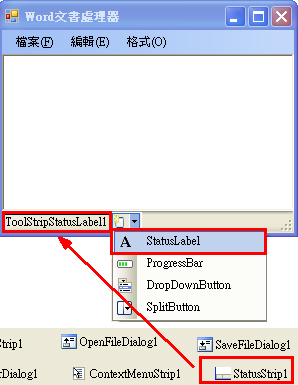 Word文書處理器
檔案(F) 編輯(E) 格式(O)
ToolStripStatusLabel1
A StatusLabel
ProgressBar
DropDownButton
SplitButton
Strip1 OpenFileDialog1 SaveFileDialog1
Dialog1 ContextMenuStrip1 StatusStrip1